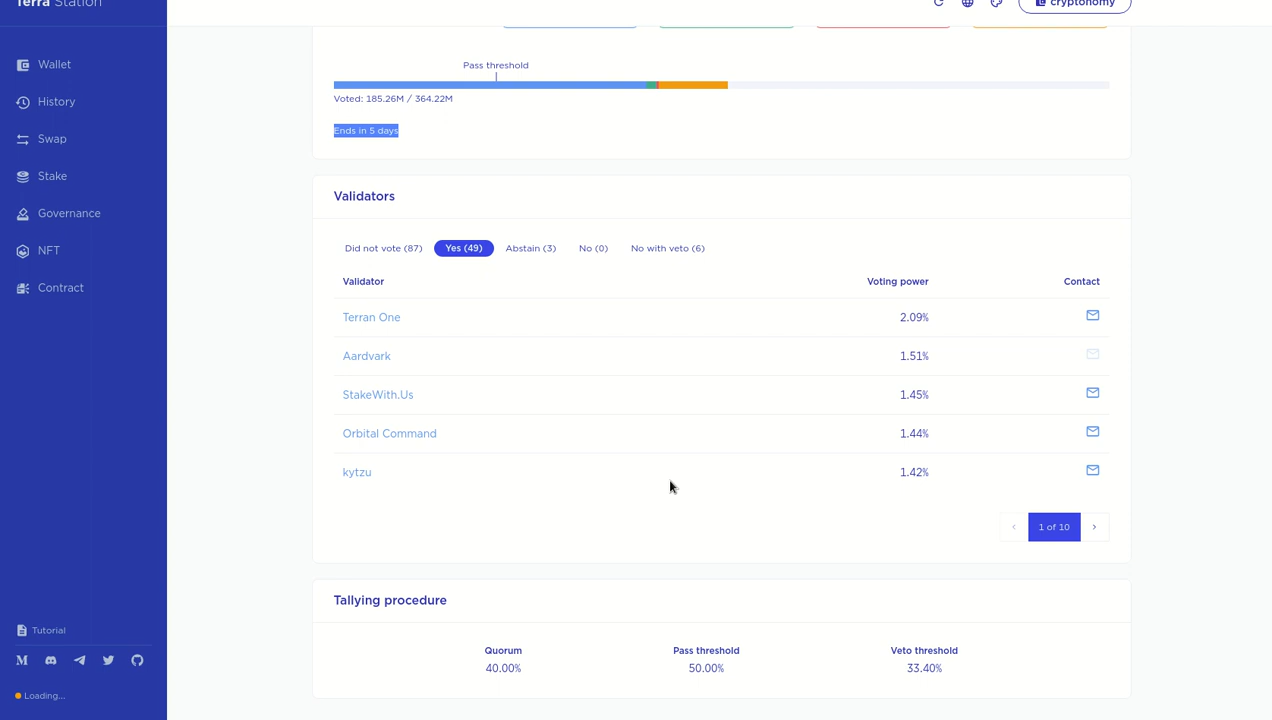 Terra Station
cryptonomy
Wallet
History
Swap
Stake
Governance
NFT
Contract
Tutorial
Loading...
Pass threshold
Voted: 185.26M / 364.22M
Ends in 5 days
Validators
Did not vote (87) Yes (49) Abstain (3) No (0) No with veto (6)
Validator Voting power Contact
Terran One 2.09%
Aardvark 1.51%
StakeWith.Us 1.45%
Orbital Command 1.44%
kytzu 1.42%
1 of 10
Tallying procedure
Quorum Pass threshold Veto threshold
40.00% 50.00% 33.40%